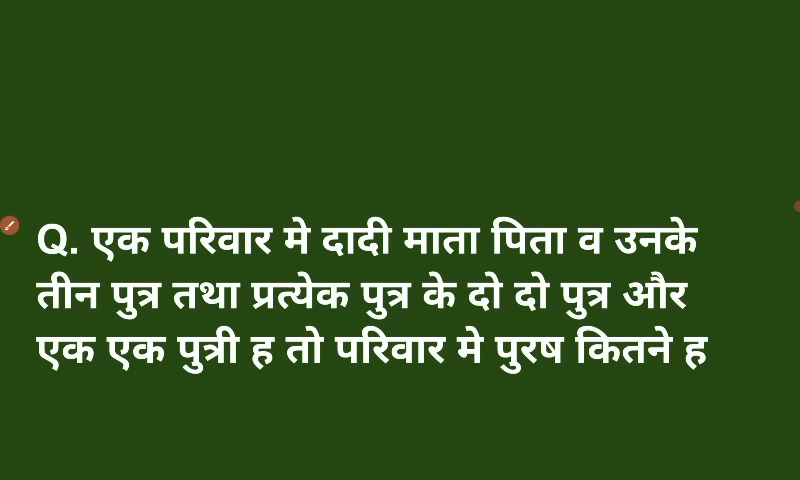 Q. एक परिवार मे दादी माता पिता व उनके
तीन पुत्र तथा प्रत्येक पुत्र के दो दो पुत्र और
एक एक पुत्री ह तो परिवार मे पुरष कितने ह